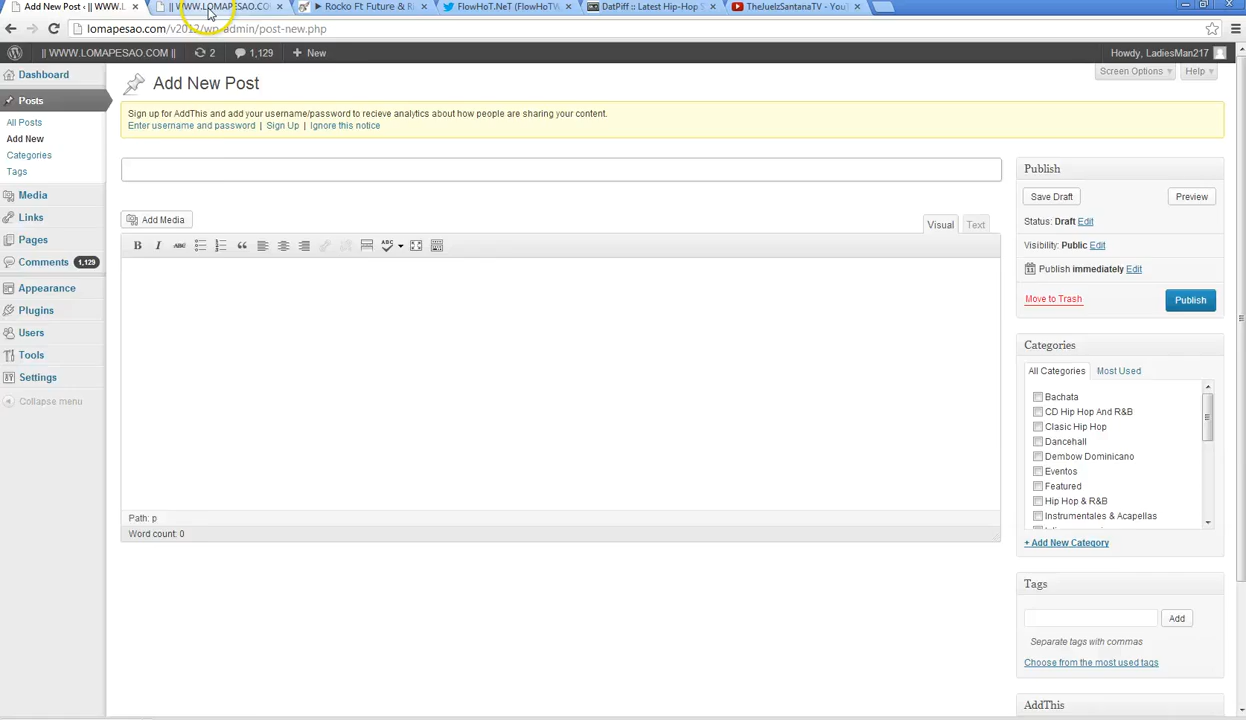 Add New Post ‹ || WWW.L
|| WWW.LOMAPESAO.CO
Rocko Ft Future & R
FlowHoT.NeT (FlowHoTW
DatPiff :: Latest Hip-Hop
TheJuelzSantanaTV - YouT
lomapesao.com/v2012/wp-admin/post-new.php
|| WWW.LOMAPESAO.COM ||
2
1,129
+ New
Howdy, LadiesMan217
Dashboard
Posts
All Posts
Add New
Categories
Tags
Media
Links
Pages
Comments 1,129
Appearance
Plugins
Users
Tools
Settings
Collapse menu
Add New Post
Screen Options
Help
Sign up for AddThis and add your username/password to recieve analytics about how people are sharing your content.
Enter username and password | Sign Up | Ignore this notice
Add Media
Visual
Text
B I ABC
ABC
Path: p
Word count: 0
Publish
Save Draft
Preview
Status: Draft Edit
Visibility: Public Edit
Publish immediately Edit
Move to Trash
Publish
Categories
All Categories
Most Used
Bachata
CD Hip Hop And R&B
Clasic Hip Hop
Dancehall
Dembow Dominicano
Eventos
Featured
Hip Hop & R&B
Instrumentales & Acapellas
+ Add New Category
Tags
Add
Separate tags with commas
Choose from the most used tags
AddThis